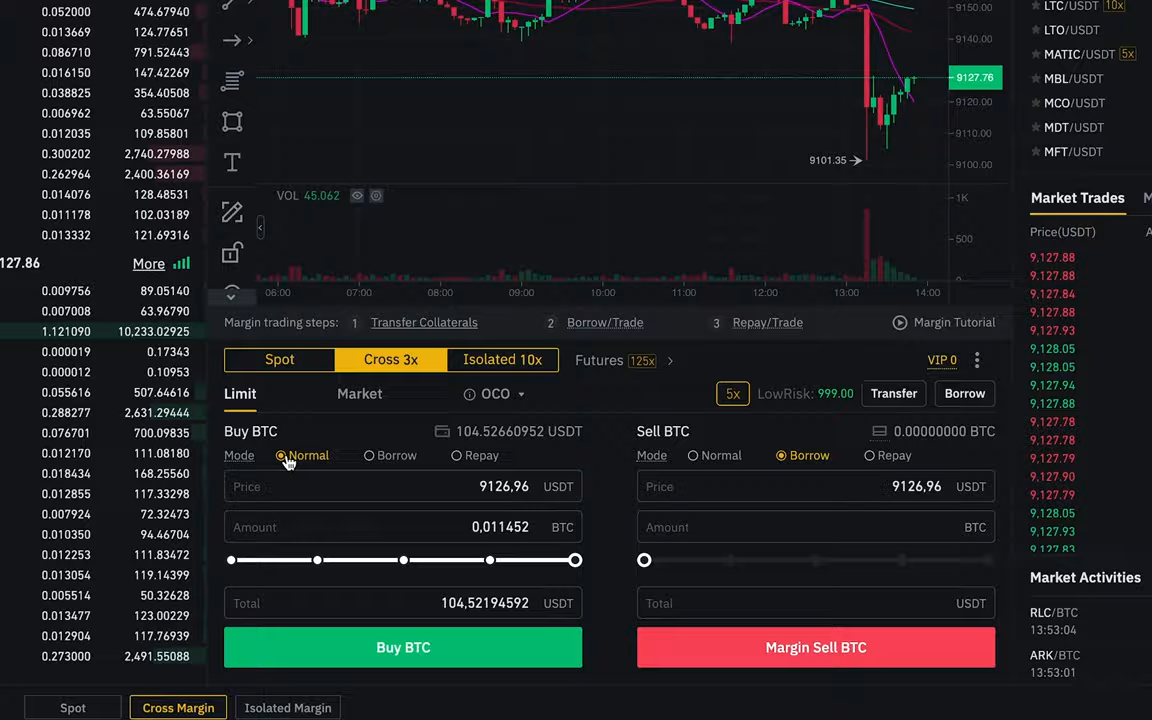 0.052000 474.67940
0.013669 124.77651
0.086710 791.52443
0.016150 147.42269
0.038825 354.40508
0.006962 63.55067
0.012035 109.85801
0.300202 2,740.27988
0.262964 2,400.36169
0.014076 128.48531
0.011178 102.03189
0.013332 121.69316
127.86 More
0.009756 89.05140
0.007008 63.96790
1.121090 10,233.02925
0.000019 0.17343
0.000012 0.10953
0.055616 507.64616
0.288277 2,631.29444
0.076701 700.09835
0.012170 111.08180
0.018434 168.25560
0.012855 117.33298
0.007924 72.32473
0.010350 94.46704
0.012253 111.83472
0.013054 119.14399
0.005514 50.32628
0.013477 123.00229
0.012904 117.76939
0.273000 2,491.55088
T
9150.00
9140.00
9127.76
9120.00
9110.00
9101.35
9100.00
VOL 45.062
1K
500
0
06:00 07:00 08:00 09:00 10:00 11:00 12:00 13:00 14:00
Margin trading steps: 1 Transfer Collaterals 2 Borrow/Trade 3 Repay/Trade Margin Tutorial
Spot Cross 3x Isolated 10x Futures 125x VIP 0
Limit Market OCO 5x LowRisk: 999.00 Transfer Borrow
Buy BTC 104.52660952 USDT
Mode Normal Borrow Repay
Price 9126,96 USDT
Amount 0,011452 BTC
Total 104,52194592 USDT
Buy BTC
Sell BTC 0.00000000 BTC
Mode Normal Borrow Repay
Price 9126,96 USDT
Amount BTC
Total USDT
Margin Sell BTC
LTC/USDT 10x
LTO/USDT
MATIC/USDT 5x
MBL/USDT
MCO/USDT
MDT/USDT
MFT/USDT
Market Trades
Price(USDT)
9,127.88
9,127.88
9,127.84
9,127.88
9,127.93
9,128.05
9,128.05
9,127.94
9,127.88
9,127.78
9,127.78
9,127.79
9,127.90
9,127.79
9,128.05
9,127.93
9,127.83
Market Activities
RLC/BTC
13:53:04
ARK/BTC
13:53:01
Spot Cross Margin Isolated Margin